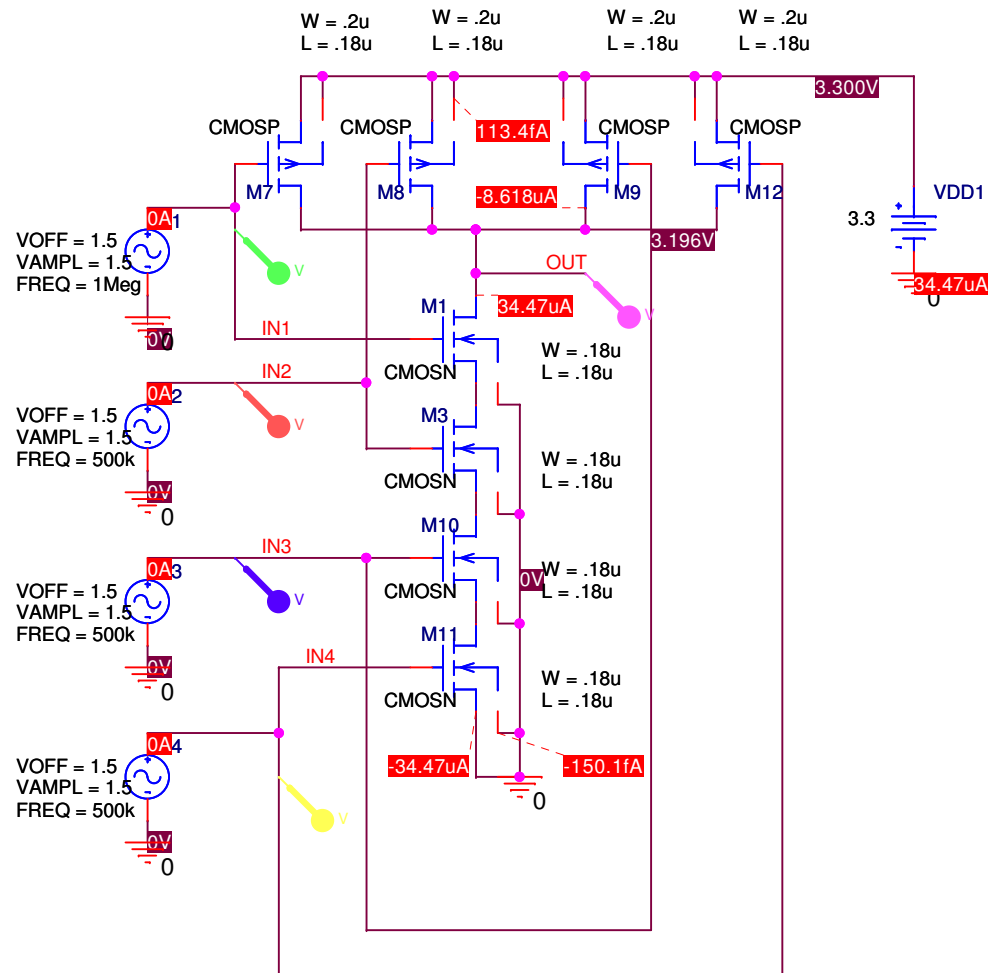 W = .2u
L = .18u
W = .2u
L = .18u
W = .2u
L = .18u
W = .2u
L = .18u
3.300V
CMOSP
CMOSP
113.4fA
CMOSP
CMOSP
M7
M8
-8.618uA
M9
M12
VDD1
3.3
0A
1
VOFF = 1.5
VAMPL = 1.5
FREQ = 1Meg
V
3.196V
OUT
34.47uA
0
34.47uA
V
M1
IN1
0V
0
CMOSN
W = .18u
L = .18u
IN2
0A
2
VOFF = 1.5
VAMPL = 1.5
FREQ = 500k
V
M3
CMOSN
W = .18u
L = .18u
0V
0
M10
IN3
0A
3
VOFF = 1.5
VAMPL = 1.5
FREQ = 500k
V
CMOSN
0V
W = .18u
L = .18u
M11
IN4
0V
0
CMOSN
W = .18u
L = .18u
0A
4
VOFF = 1.5
VAMPL = 1.5
FREQ = 500k
-34.47uA
-150.1fA
0
V
0V
0